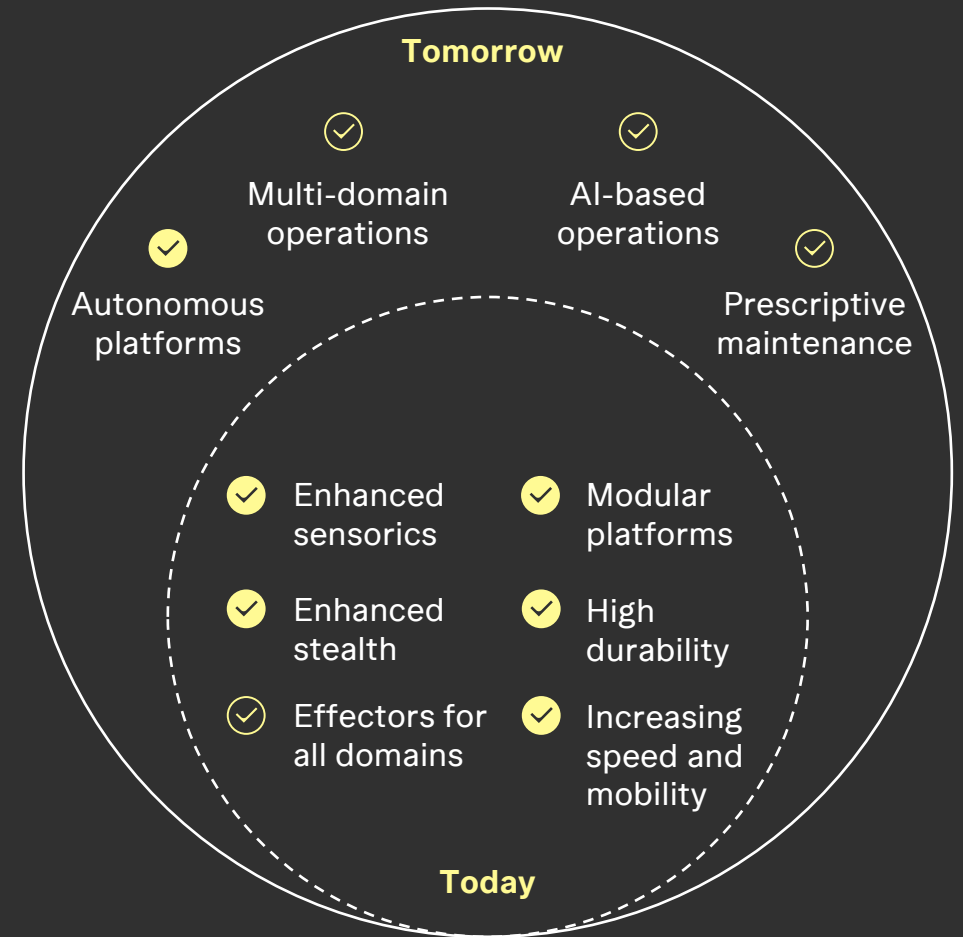 Tomorrow
Multi-domain
operations
AI-based
operations
Autonomous
platforms
Prescriptive
maintenance
Enhanced
sensorics
Modular
platforms
Enhanced
stealth
High
durability
Effectors for
all domains
Increasing
speed and
mobility
Today